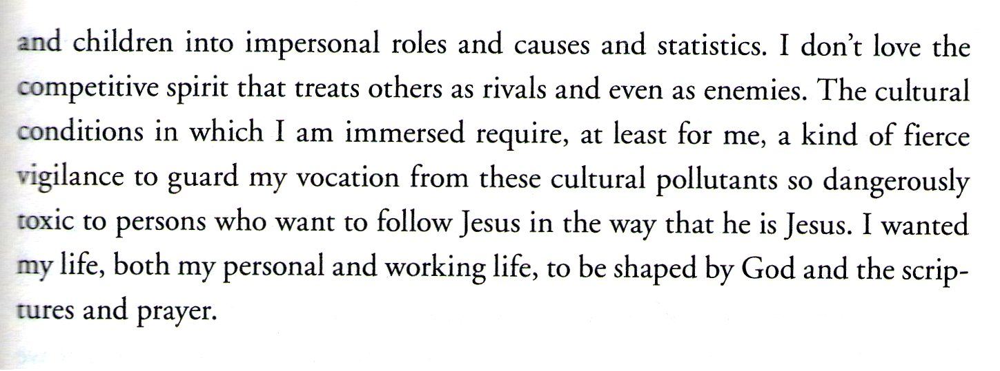 and children into impersonal roles and causes and statistics. I don’t love the
competitive spirit that treats others as rivals and even as enemies. The cultural
conditions in which I am immersed require, at least for me, a kind of fierce
vigilance to guard my vocation from these cultural pollutants so dangerously
toxic to persons who want to follow Jesus in the way that he is Jesus. I wanted
my life, both my personal and working life, to be shaped by God and the scrip-
tures and prayer.